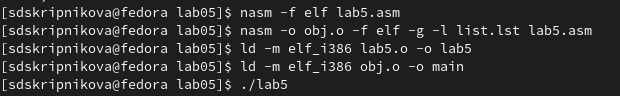 [sdskripnikova@fedora lab05]$ nasm -f elf lab5.asm
[sdskripnikova@fedora lab05]$ nasm -o obj.o -f elf -g -l list.lst lab5.asm
[sdskripnikova@fedora lab05]$ ld -m elf_i386 lab5.o -o lab5
[sdskripnikova@fedora lab05]$ ld -m elf_i386 obj.o -o main
[sdskripnikova@fedora lab05]$ ./lab5